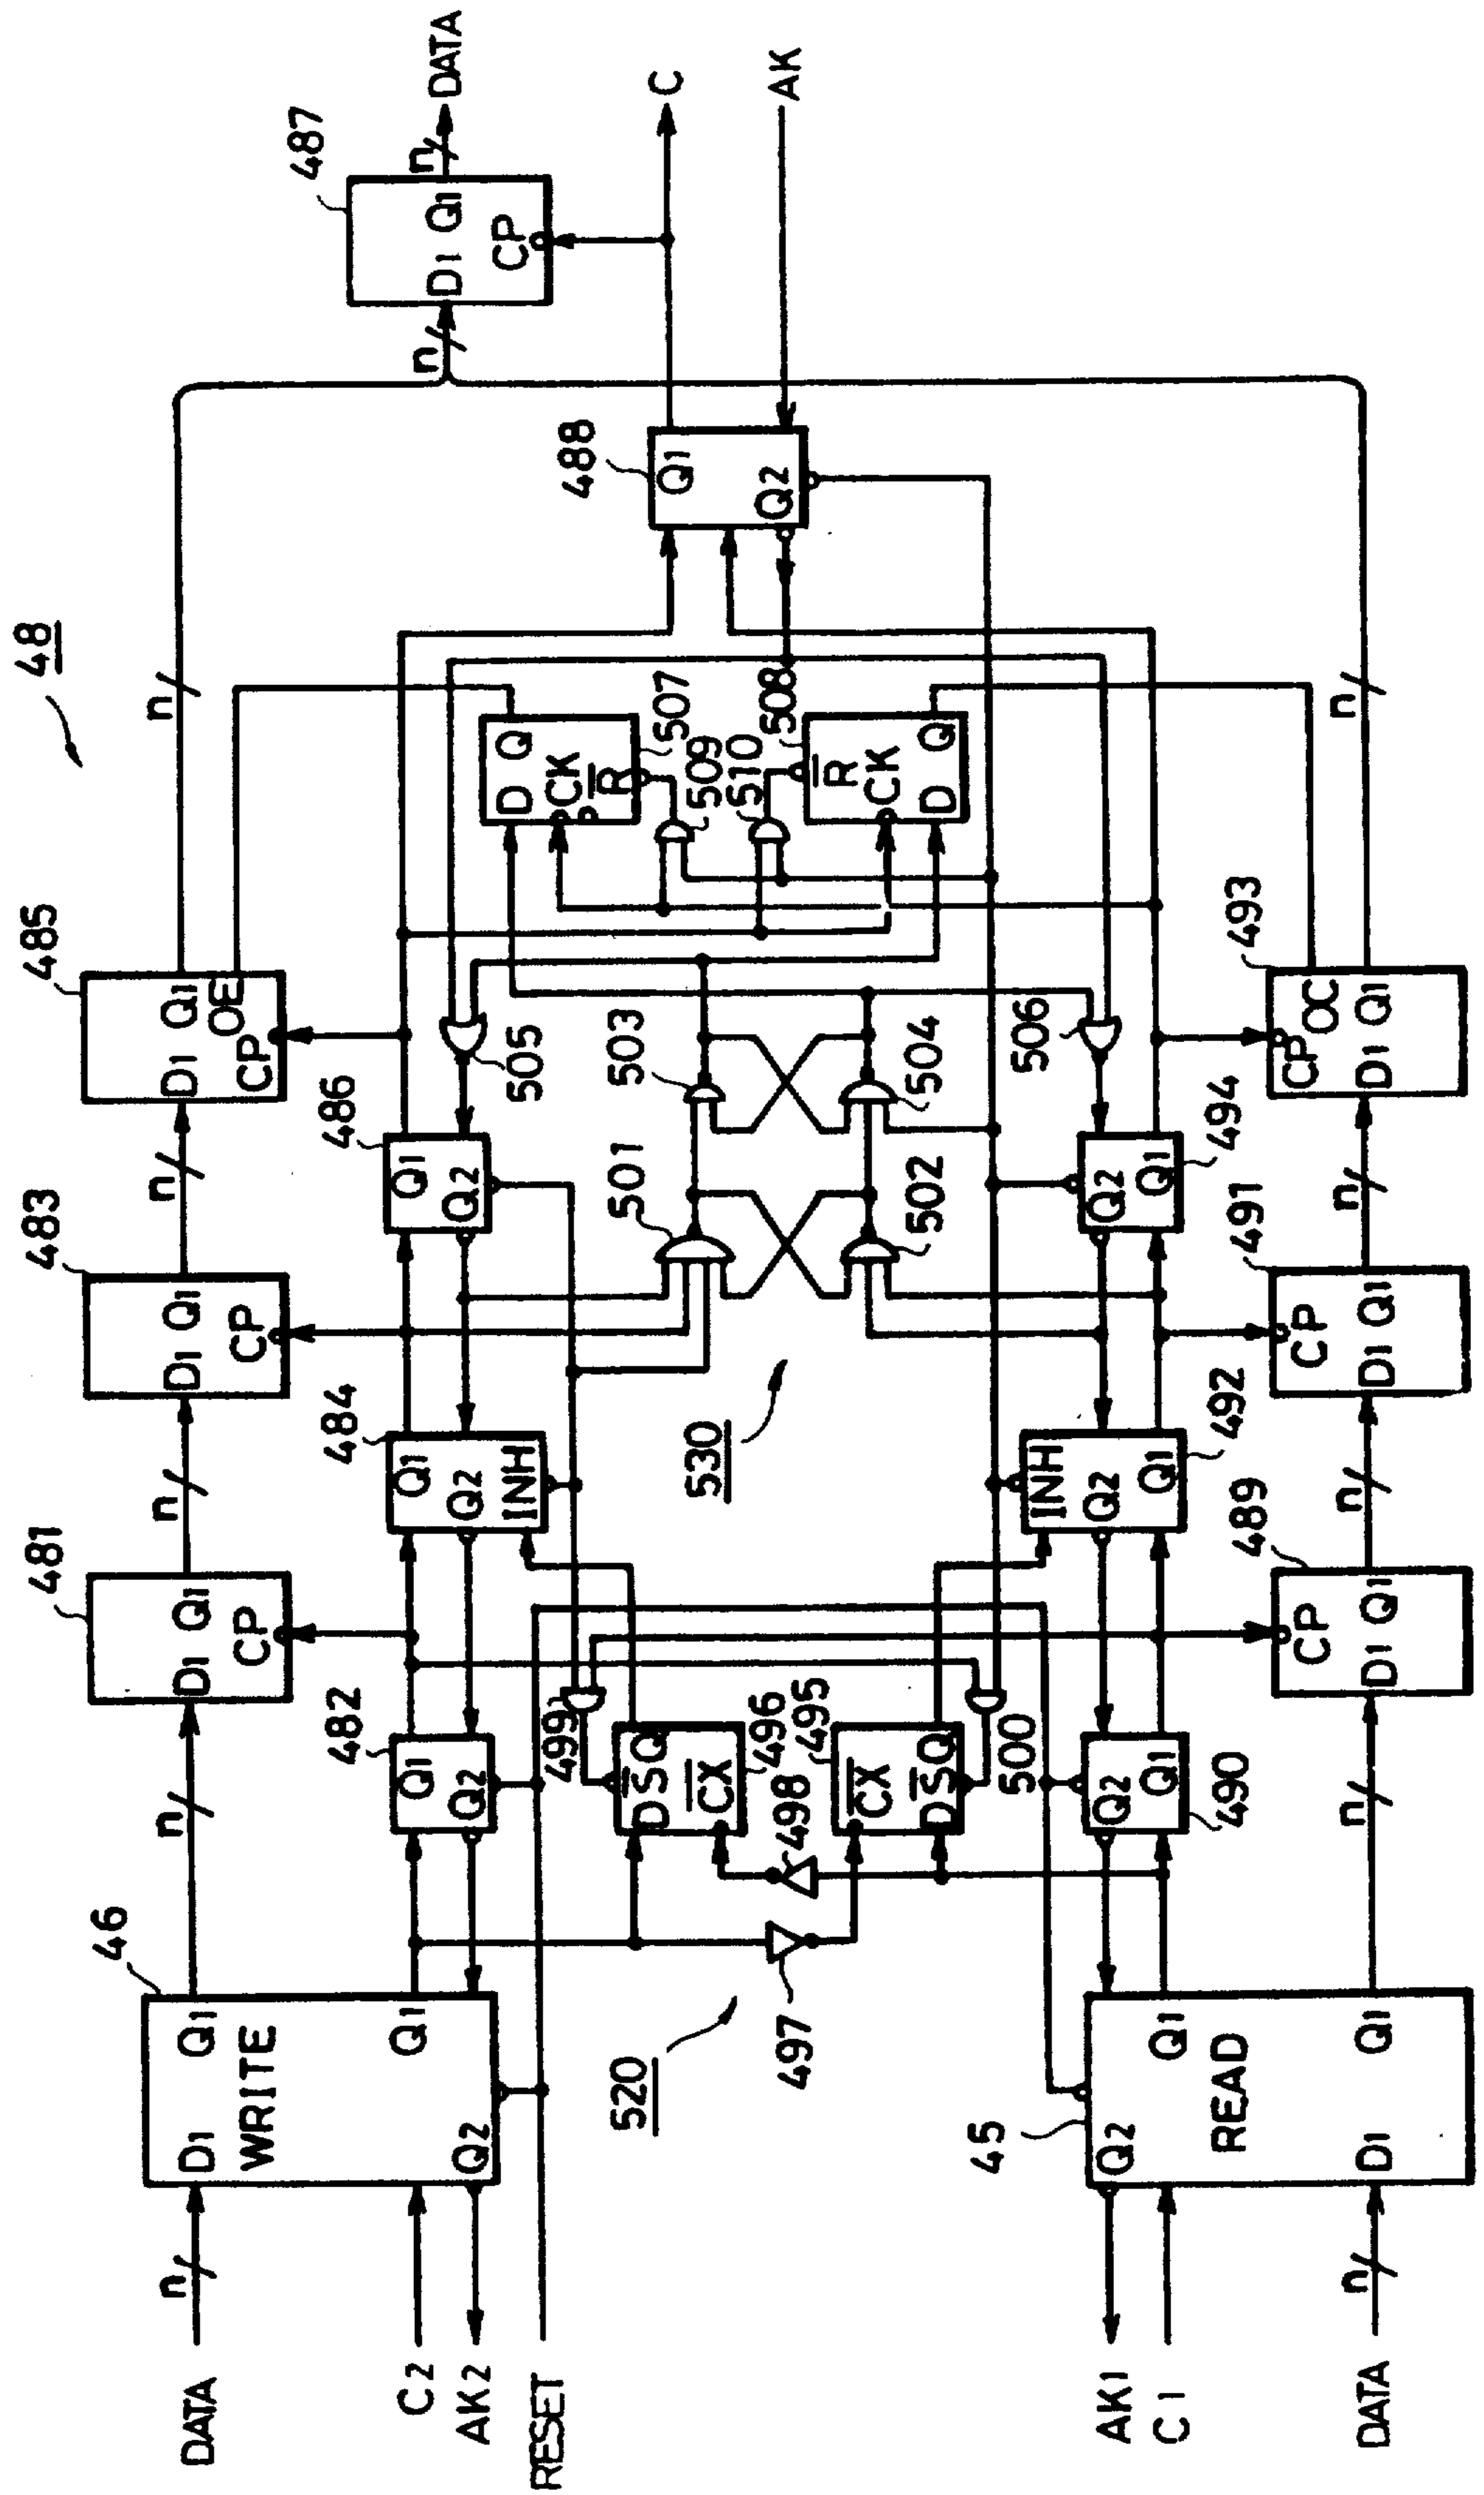 48
DATA
n
46
D1 Q1
WRITE
Q1
Q2
C2
AK2
RESET
n
481
D1 Q1
CP
n
483
D1 Q1
CP
n
485
D1 Q1
OE
CP
n
487
D1 Q1
CP
n
n
DATA
482
Q1
Q2
484
Q1
Q2
INH
486
Q1
Q2
505
488
Q1
Q2
C
AK
499
D S Q
CX
496
495
CX
D S Q
500
498
497
520
501
502
503
504
530
506
D Q
CK
R
507
509
510
508
R
CK
D Q
490
Q2
Q1
492
INH
Q2
Q1
494
Q2
Q1
45
Q2
Q1
READ
D1 Q1
AK1
C1
DATA
n
n
489
CP
D1 Q1
n
491
CP
D1 Q1
n
493
CP OC
D1 Q1
n